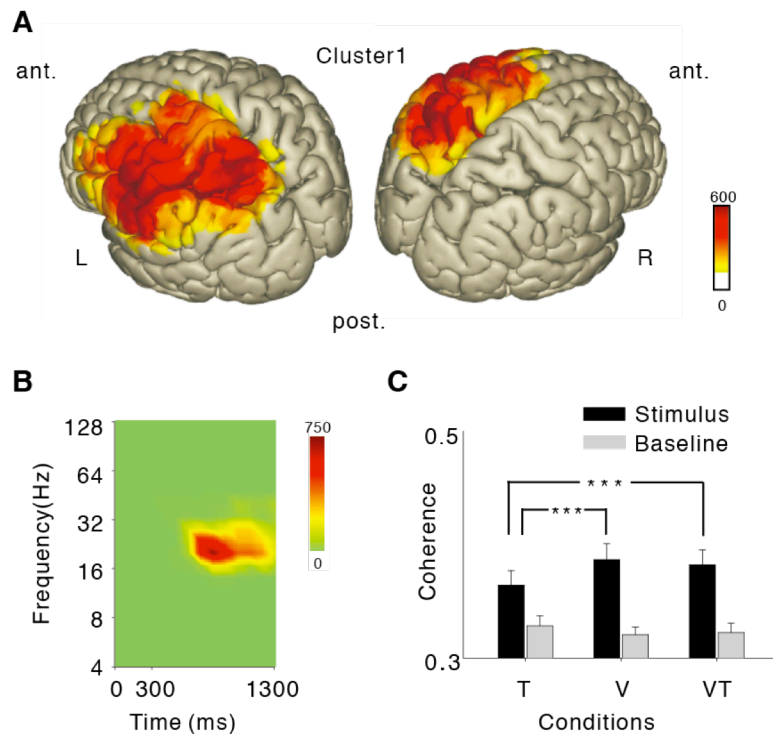 A
Cluster1
ant.
ant.
L
R
600
0
post.
B
128
64
32
16
8
4
Frequency(Hz)
0 300 1300
Time (ms)
750
0
C
Stimulus
Baseline
0.5
0.3
Coherence
***
***
T V VT
Conditions